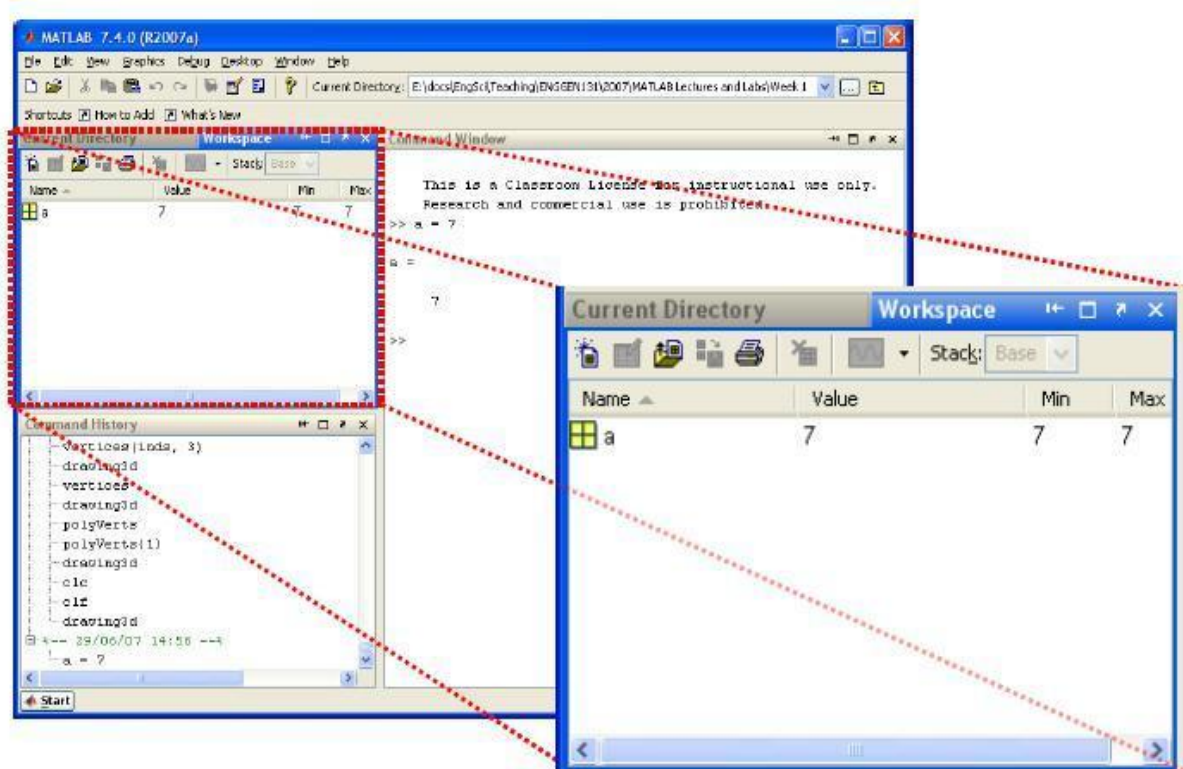 MATLAB 7.4.0 (R2007a)
File Edit View Graphics Debug Desktop Window Help
Current Directory: E:\docs\EngSci\Teaching\ENGGEN131\2007\MATLAB Lectures and Labs\Week 1
Shortcuts How to Add What's New
Current Directory Workspace
Stack: Base
Name Value Min Max
a 7 7 7
Command Window
This is a Classroom License for instructional use only.
Research and commercial use is prohibited.
>> a = 7
a =
7
>>
Command History
vertices(inds, 3)
drawing3d
vertices
drawing3d
polyVerts
polyVerts(1)
drawing3d
clc
clf
drawing3d
%-- 29/06/07 14:56 --%
a = 7
Start
Current Directory Workspace
Stack: Base
Name Value Min Max
a 7 7 7